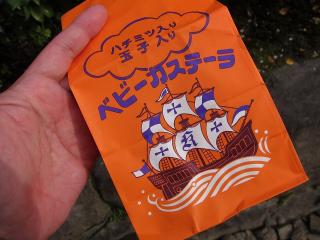 ハチミツ入り
玉子入り
ベビーカステーラ